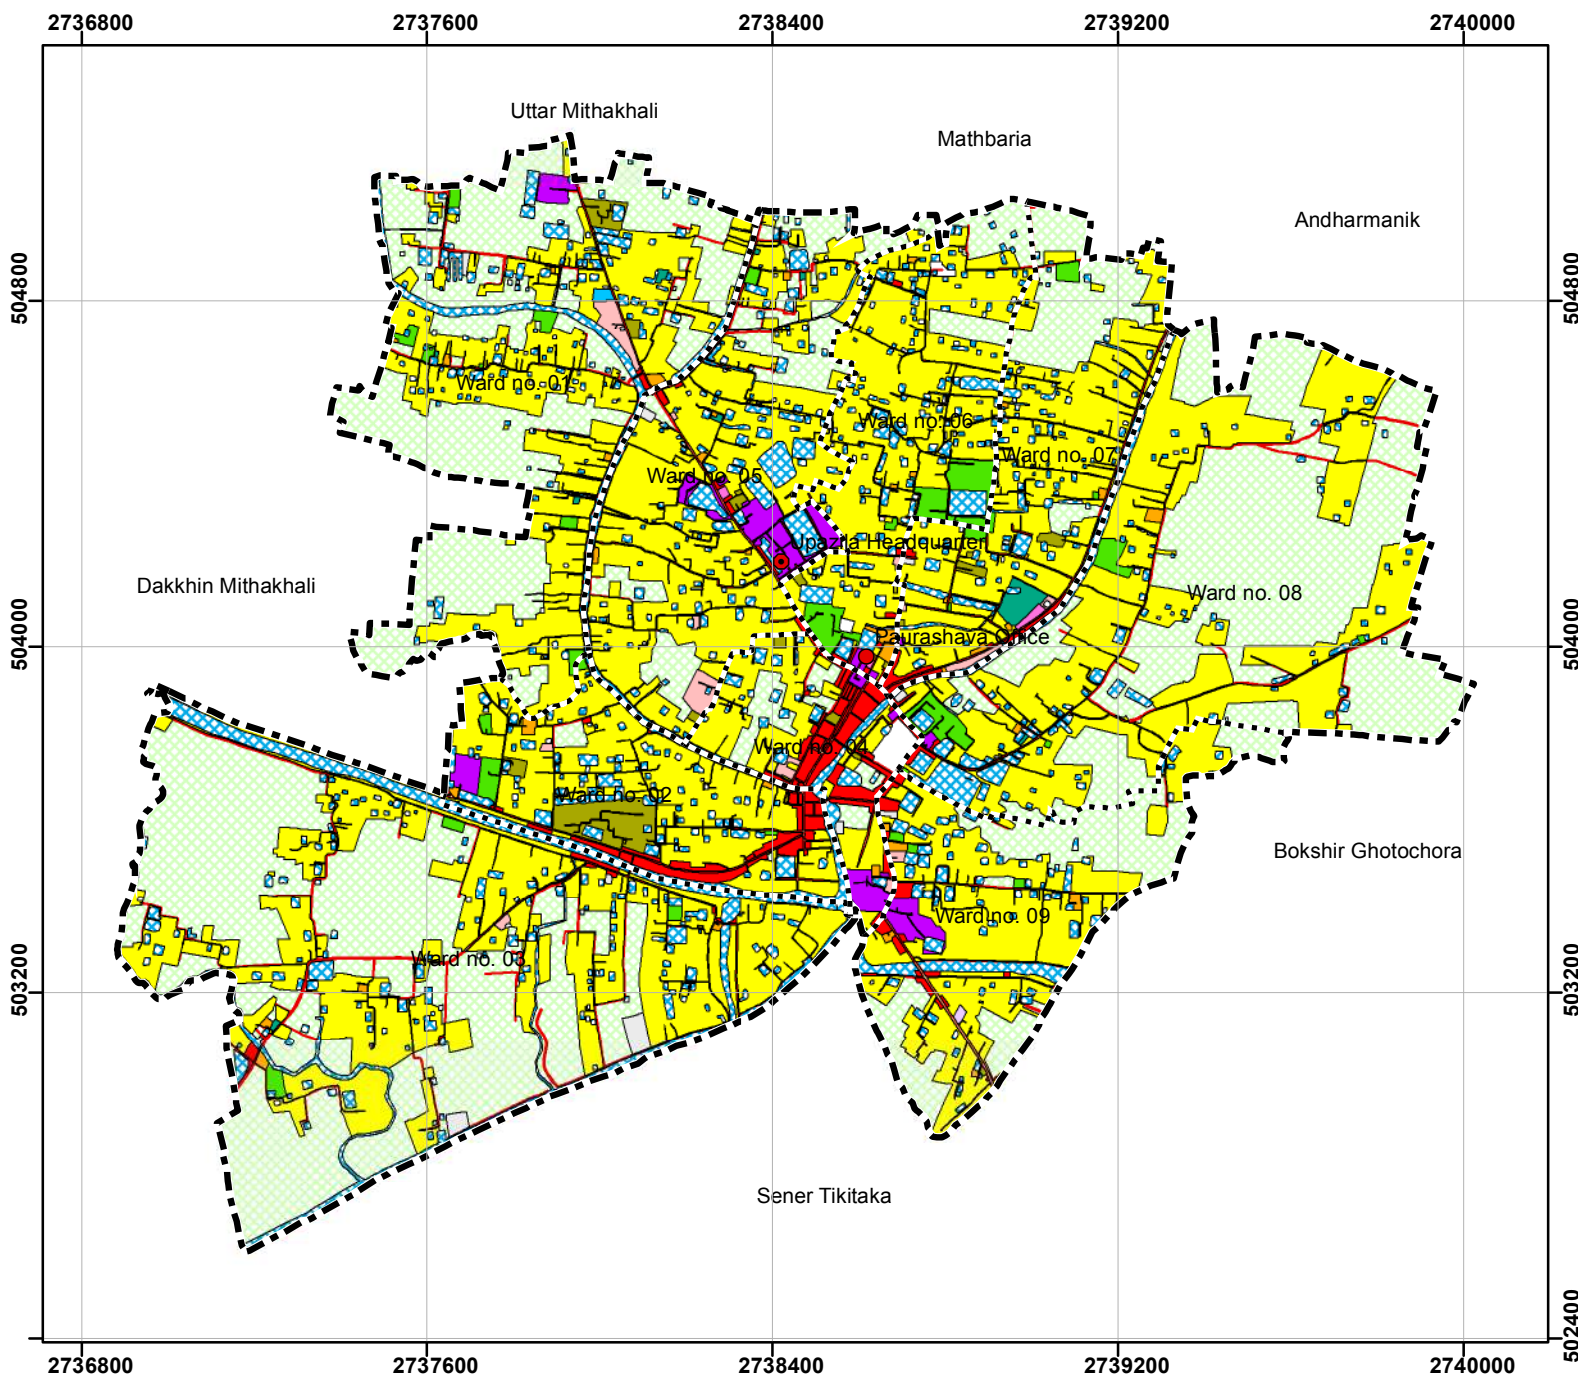 2736800 2737600 2738400 2739200 2740000
Uttar Mithakhali
Mathbaria
Andharmanik
504800 504800
Ward no. 01
Ward no. 06
Ward no. 07
Ward no. 05
Upazila Headquarter
Dakkhin Mithakhali
Ward no. 08
504000 504000
Paurashava Office
Ward no. 04
Ward no. 02
Bokshir Ghotochora
Ward no. 09
Ward no. 03
503200 503200
Sener Tikitaka
502400
2736800 2737600 2738400 2739200 2740000